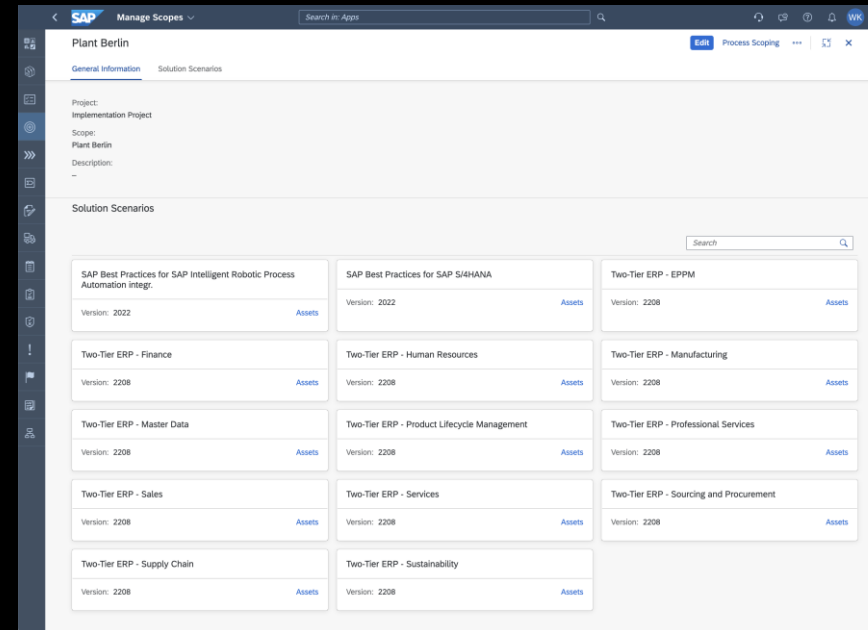 SAP
Manage Scopes
Search in: Apps
WK
Plant Berlin
Edit
Process Scoping
General Information
Solution Scenarios
Project:
Implementation Project
Scope:
Plant Berlin
Description:
–
Solution Scenarios
Search
SAP Best Practices for SAP Intelligent Robotic Process
Automation integr.
Version: 2022
Assets
SAP Best Practices for SAP S/4HANA
Version: 2022
Assets
Two-Tier ERP - EPPM
Version: 2208
Assets
Two-Tier ERP - Finance
Version: 2208
Assets
Two-Tier ERP - Human Resources
Version: 2208
Assets
Two-Tier ERP - Manufacturing
Version: 2208
Assets
Two-Tier ERP - Master Data
Version: 2208
Assets
Two-Tier ERP - Product Lifecycle Management
Version: 2208
Assets
Two-Tier ERP - Professional Services
Version: 2208
Assets
Two-Tier ERP - Sales
Version: 2208
Assets
Two-Tier ERP - Services
Version: 2208
Assets
Two-Tier ERP - Sourcing and Procurement
Version: 2208
Assets
Two-Tier ERP - Supply Chain
Version: 2208
Assets
Two-Tier ERP - Sustainability
Version: 2208
Assets